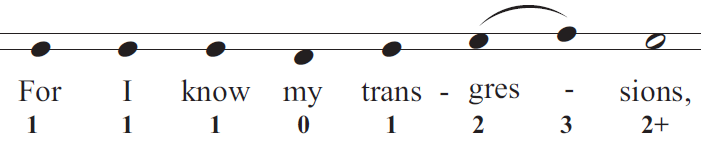 For I know my trans - gres - sions,
1 1 1 0 1 2 3 2+